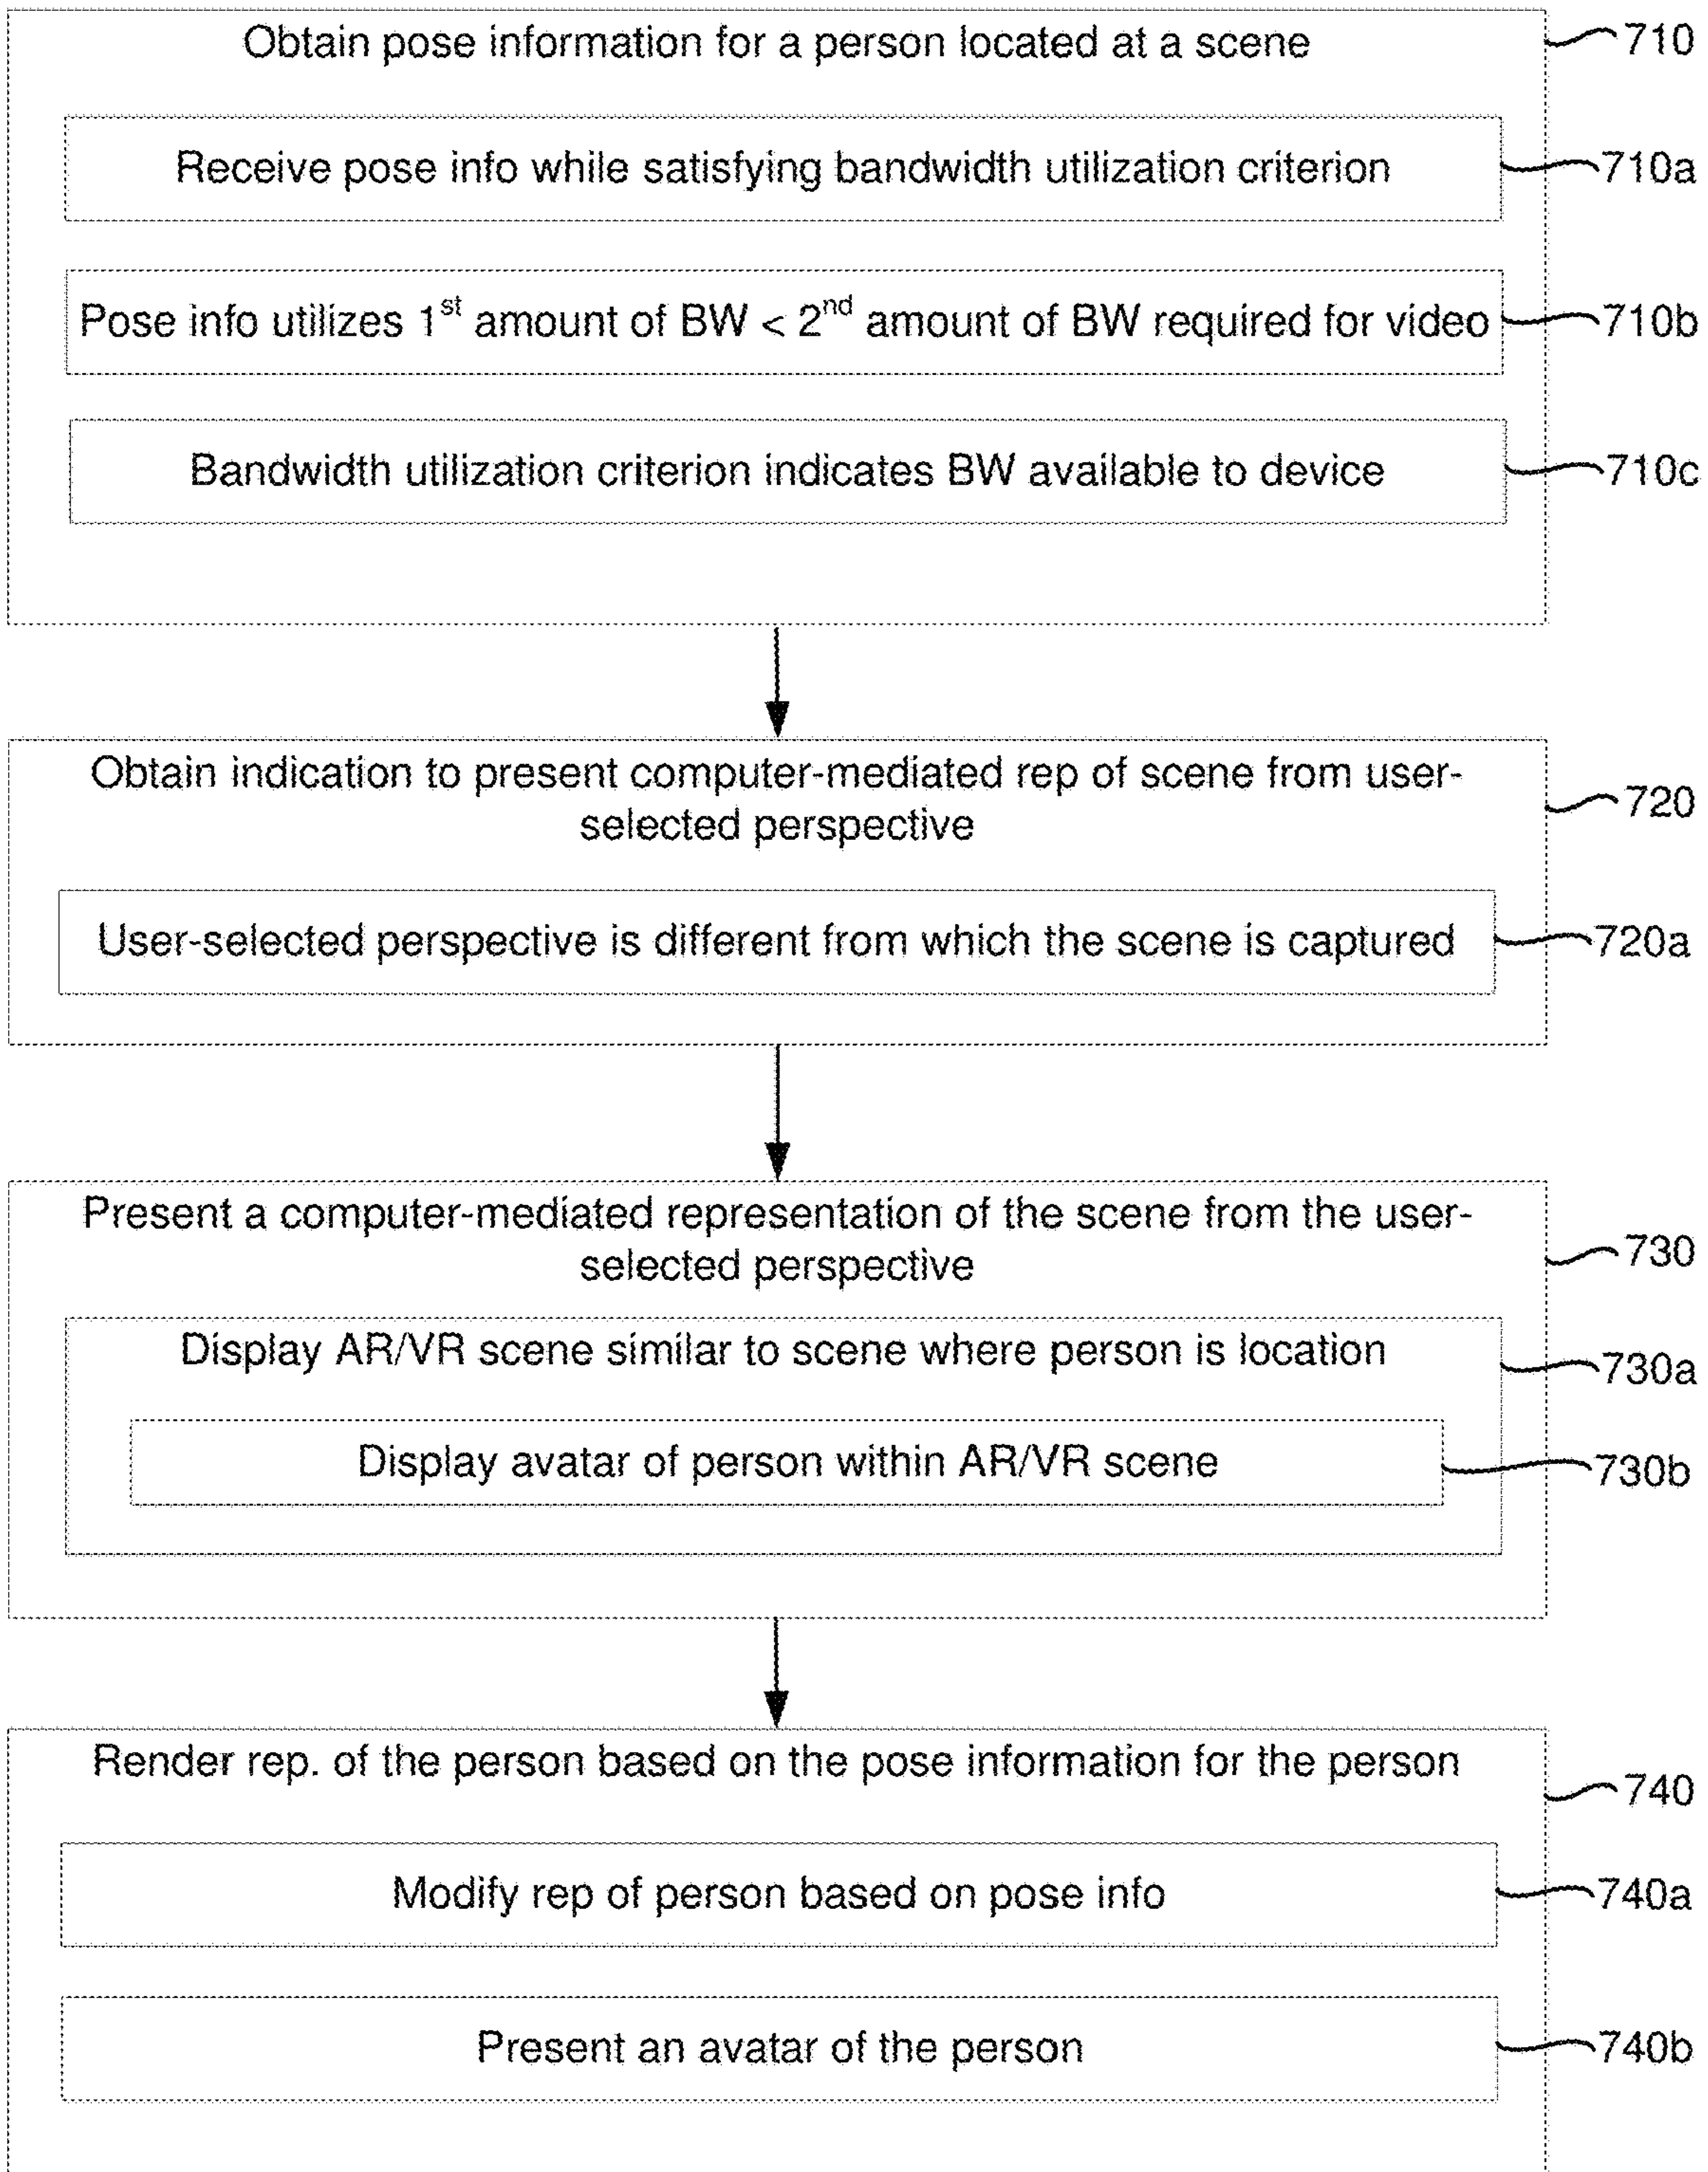 Obtain pose information for a person located at a scene
710
Receive pose info while satisfying bandwidth utilization criterion
710a
Pose info utilizes 1st amount of BW < 2nd amount of BW required for video
710b
Bandwidth utilization criterion indicates BW available to device
710c
Obtain indication to present computer-mediated rep of scene from user-
selected perspective
720
User-selected perspective is different from which the scene is captured
720a
Present a computer-mediated representation of the scene from the user-
selected perspective
730
Display AR/VR scene similar to scene where person is location
730a
Display avatar of person within AR/VR scene
730b
Render rep. of the person based on the pose information for the person
740
Modify rep of person based on pose info
740a
Present an avatar of the person
740b